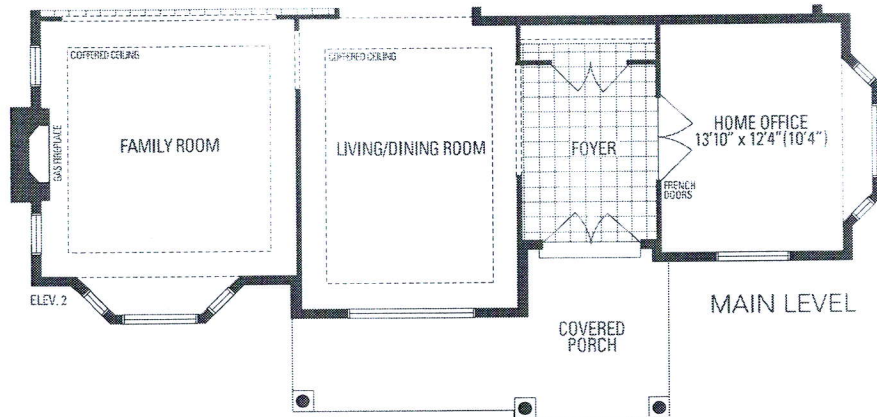 COFFERED CEILING
COFFERED CEILING
GAS FIREPLACE
FAMILY ROOM
LIVING/DINING ROOM
FOYER
HOME OFFICE
13'10" x 12'4" (10'4")
FRENCH
DOORS
ELEV. 2
MAIN LEVEL
COVERED
PORCH